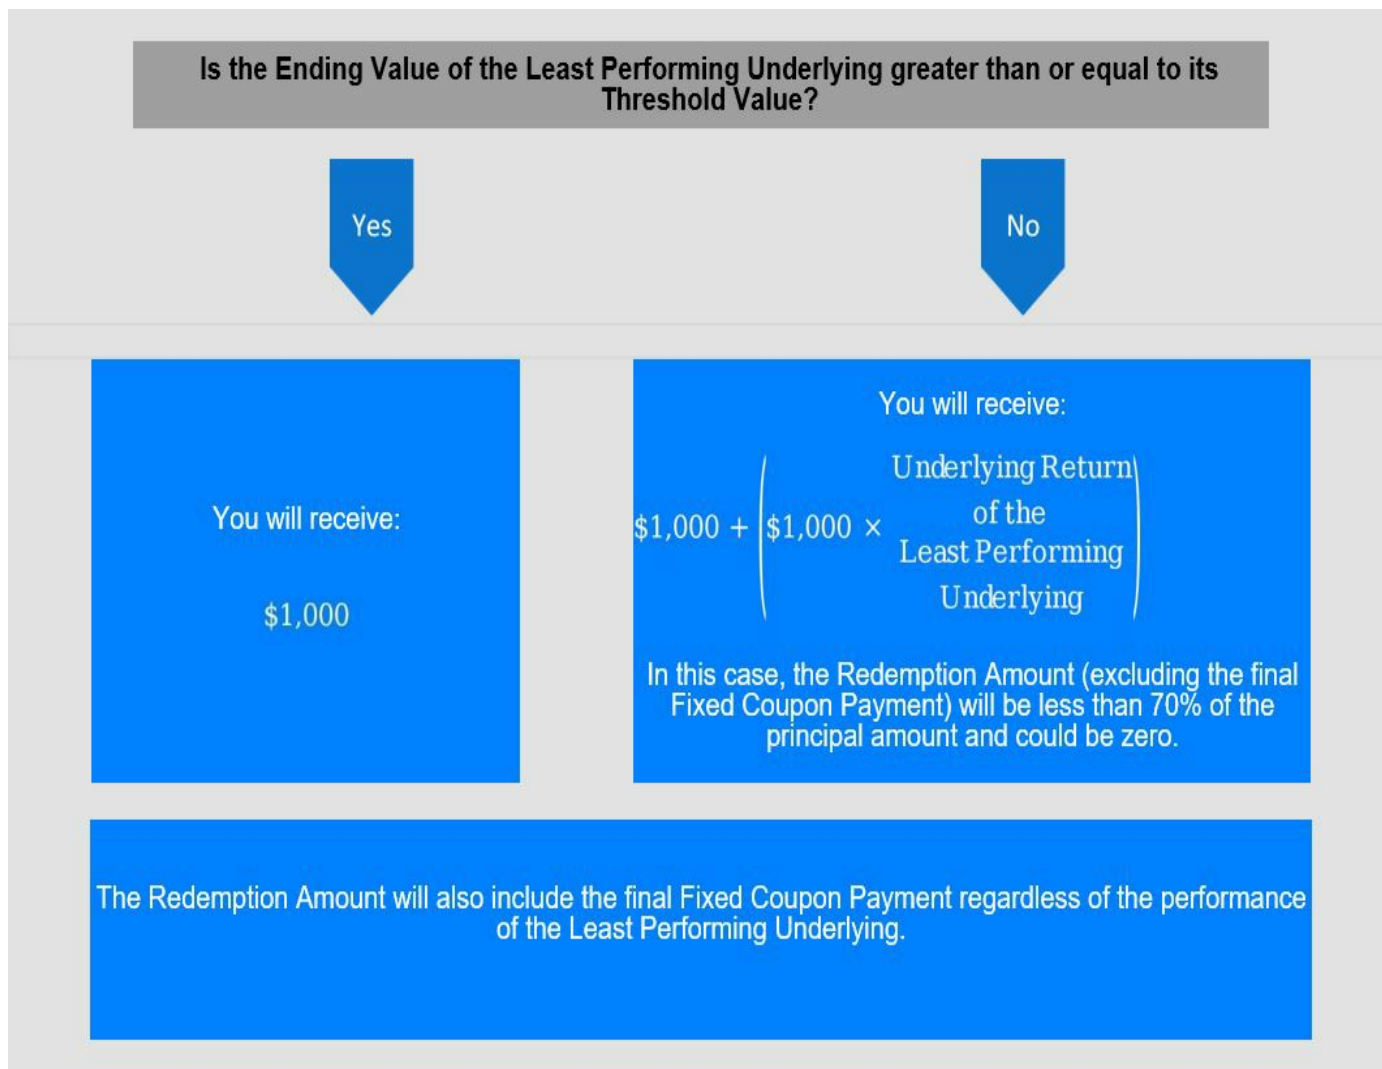 Is the Ending Value of the Least Performing Underlying greater than or equal to its
Threshold Value?
Yes
No
You will receive:
$1,000
You will receive:
$1,000 + ($1,000 × Underlying Return
of the
Least Performing
Underlying)
In this case, the Redemption Amount (excluding the final
Fixed Coupon Payment) will be less than 70% of the
principal amount and could be zero.
The Redemption Amount will also include the final Fixed Coupon Payment regardless of the performance
of the Least Performing Underlying.